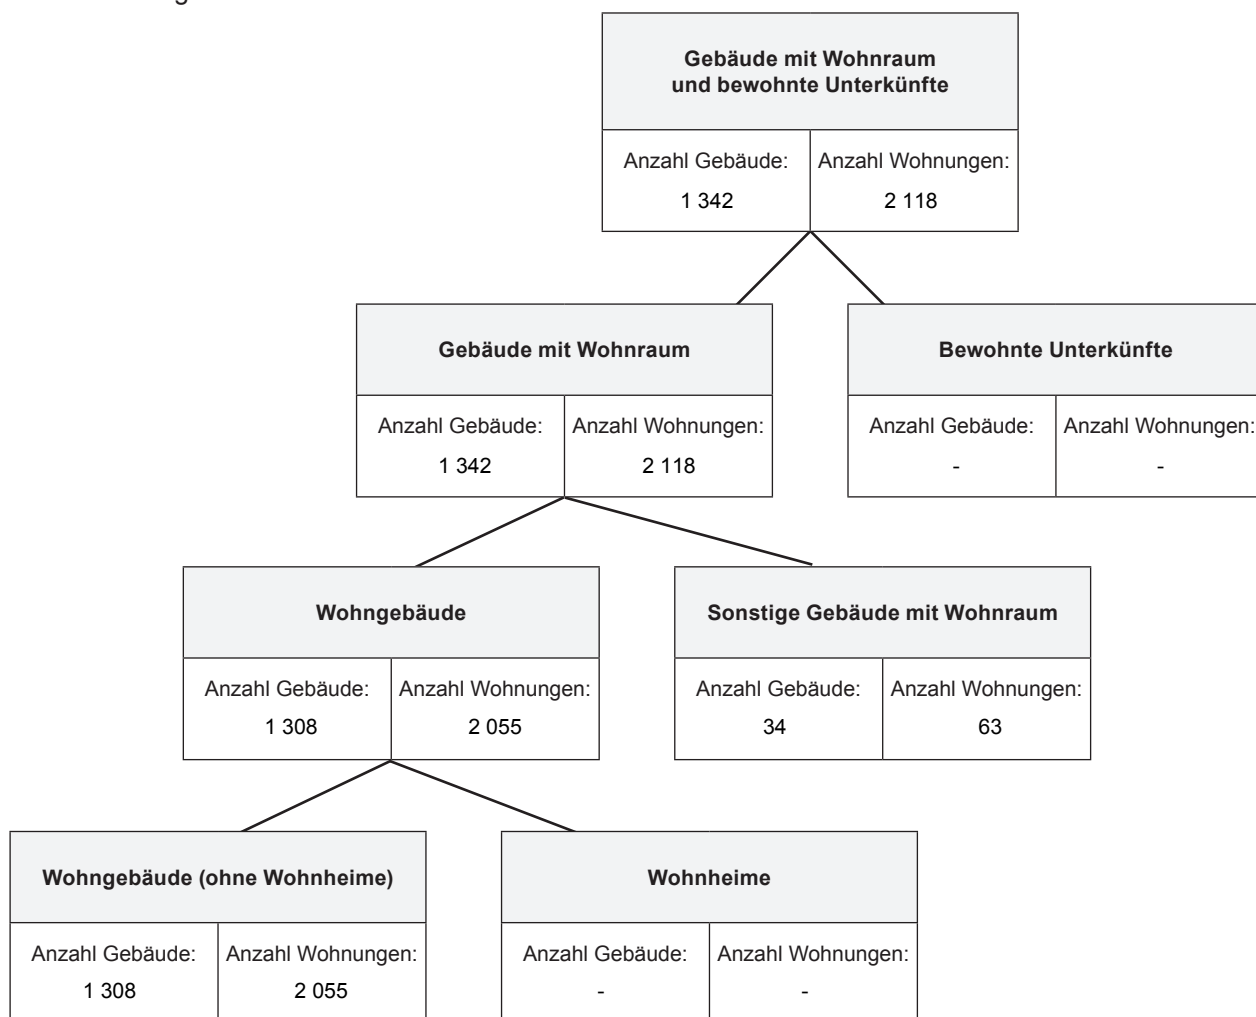 Gebäude mit Wohnraum
und bewohnte Unterkünfte
Anzahl Gebäude:
1 342
Anzahl Wohnungen:
2 118
Gebäude mit Wohnraum
Anzahl Gebäude:
1 342
Anzahl Wohnungen:
2 118
Bewohnte Unterkünfte
Anzahl Gebäude:
-
Anzahl Wohnungen:
-
Wohngebäude
Anzahl Gebäude:
1 308
Anzahl Wohnungen:
2 055
Sonstige Gebäude mit Wohnraum
Anzahl Gebäude:
34
Anzahl Wohnungen:
63
Wohngebäude (ohne Wohnheime)
Anzahl Gebäude:
1 308
Anzahl Wohnungen:
2 055
Wohnheime
Anzahl Gebäude:
-
Anzahl Wohnungen:
-